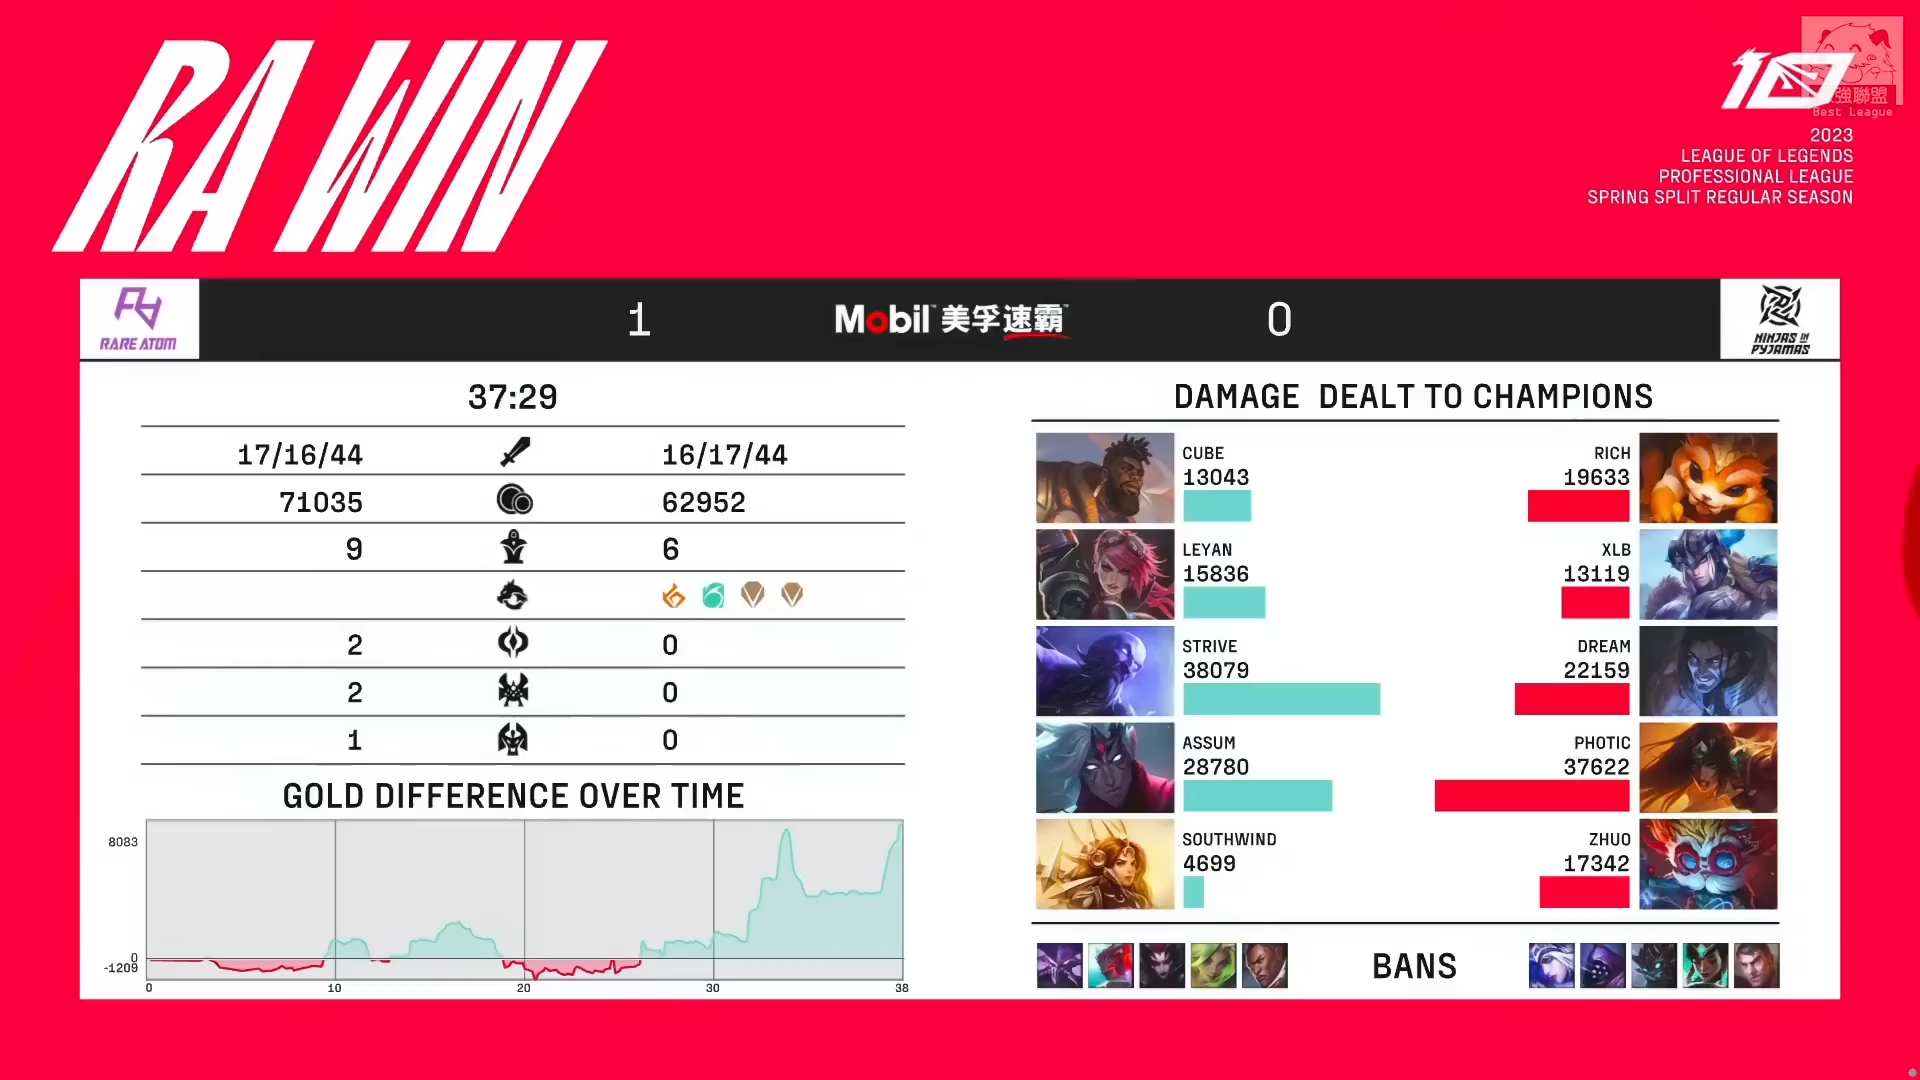 RA WIN
强聯盟
Best League
2023
LEAGUE OF LEGENDS
PROFESSIONAL LEAGUE
SPRING SPLIT REGULAR SEASON
RARE ATOM
1
Mobil 美孚速霸
0
NINJAS IN
PYJAMAS
37:29
17/16/44
16/17/44
71035
62952
9
6
2
0
2
0
1
0
GOLD DIFFERENCE OVER TIME
8083
0
-1209
0
10
20
30
38
DAMAGE DEALT TO CHAMPIONS
CUBE
13043
RICH
19633
LEYAN
15836
XLB
13119
STRIVE
38079
DREAM
22159
ASSUM
28780
PHOTIC
37622
SOUTHWIND
4699
ZHUO
17342
BANS